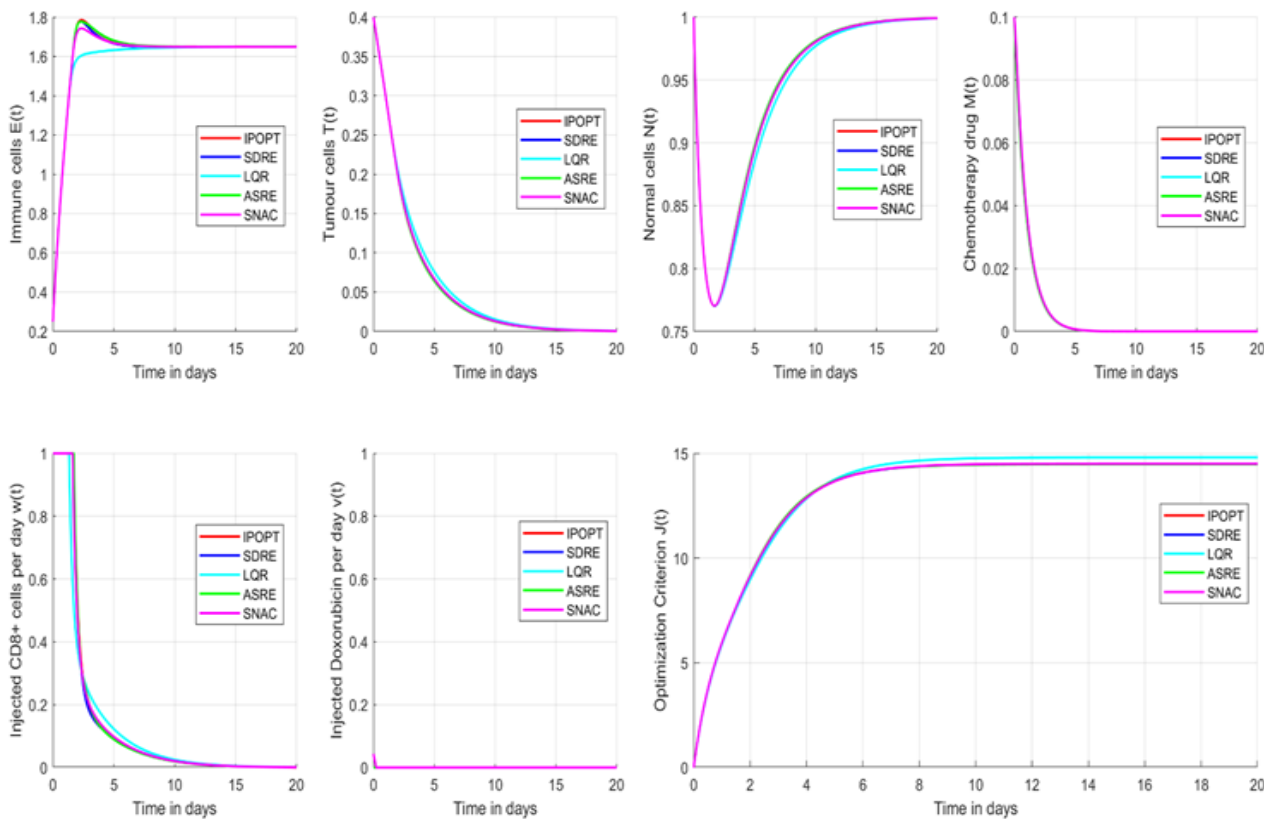 Immune cells E(t)
1.8
1.6
1.4
1.2
1
0.8
0.6
0.4
0.2
0
5
10
15
20
Time in days
IPOPT
SDRE
LQR
ASRE
SNAC
Tumour cells T(t)
0.4
0.35
0.3
0.25
0.2
0.15
0.1
0.05
0
0
5
10
15
20
Time in days
IPOPT
SDRE
LQR
ASRE
SNAC
Normal cells N(t)
1
0.95
0.9
0.85
0.8
0.75
0
5
10
15
20
Time in days
IPOPT
SDRE
LQR
ASRE
SNAC
Chemotherapy drug M(t)
0.1
0.08
0.06
0.04
0.02
0
0
5
10
15
20
Time in days
IPOPT
SDRE
LQR
ASRE
SNAC
Injected CD8+ cells per day w(t)
1
0.8
0.6
0.4
0.2
0
0
5
10
15
20
Time in days
IPOPT
SDRE
LQR
ASRE
SNAC
Injected Doxorubicin per day v(t)
1
0.8
0.6
0.4
0.2
0
0
5
10
15
20
Time in days
IPOPT
SDRE
LQR
ASRE
SNAC
Optimization Criterion J(t)
15
10
5
0
0
2
4
6
8
10
12
14
16
18
20
Time in days
IPOPT
SDRE
LQR
ASRE
SNAC